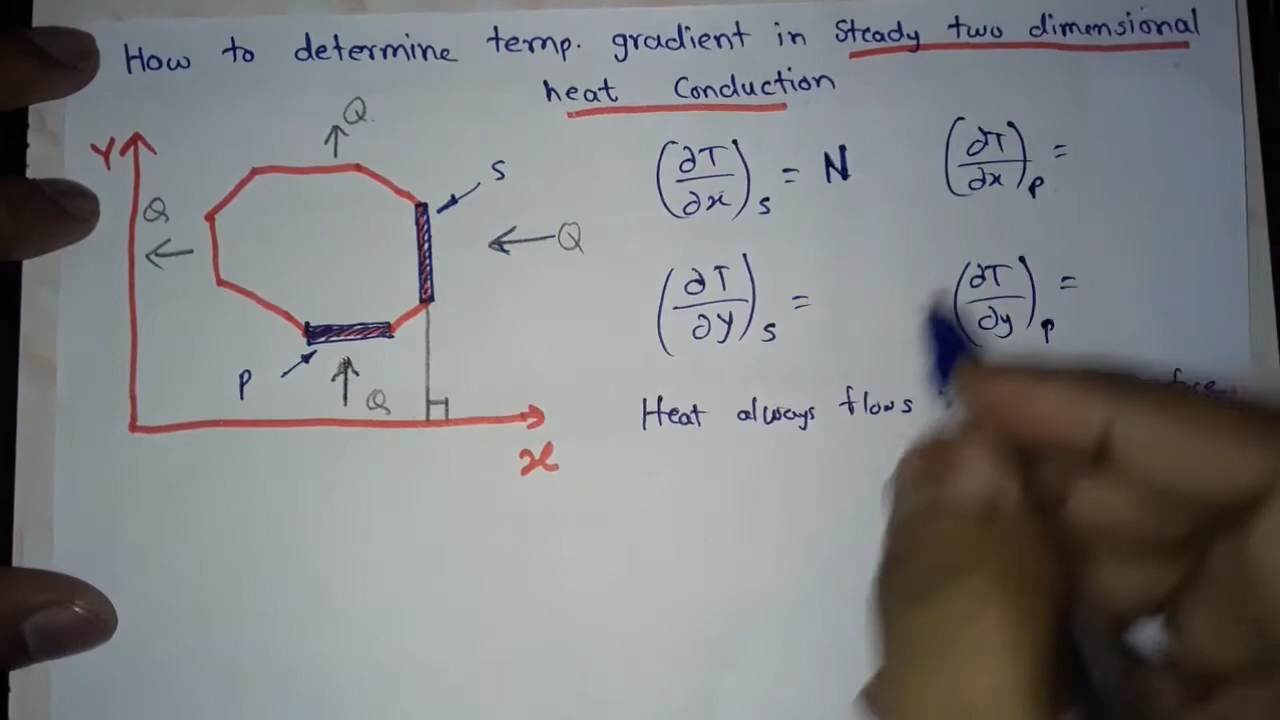 How to determine temp. gradient in Steady two dimensional
heat Conduction
Y
Q
S
Q
Q
P
Q
x
(∂T/∂x)s = N
(∂T/∂x)p =
(∂T/∂y)s =
(∂T/∂y)p =
Heat always flows